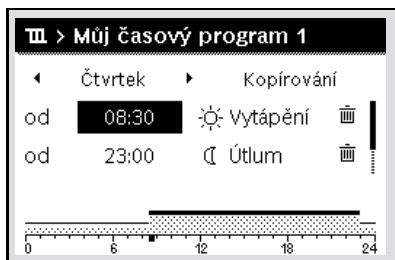 > Můj časový program 1
Čtvrtek Kopírování
od 08:30 Vytápění
od 23:00 Útlum
0 6 12 18 24